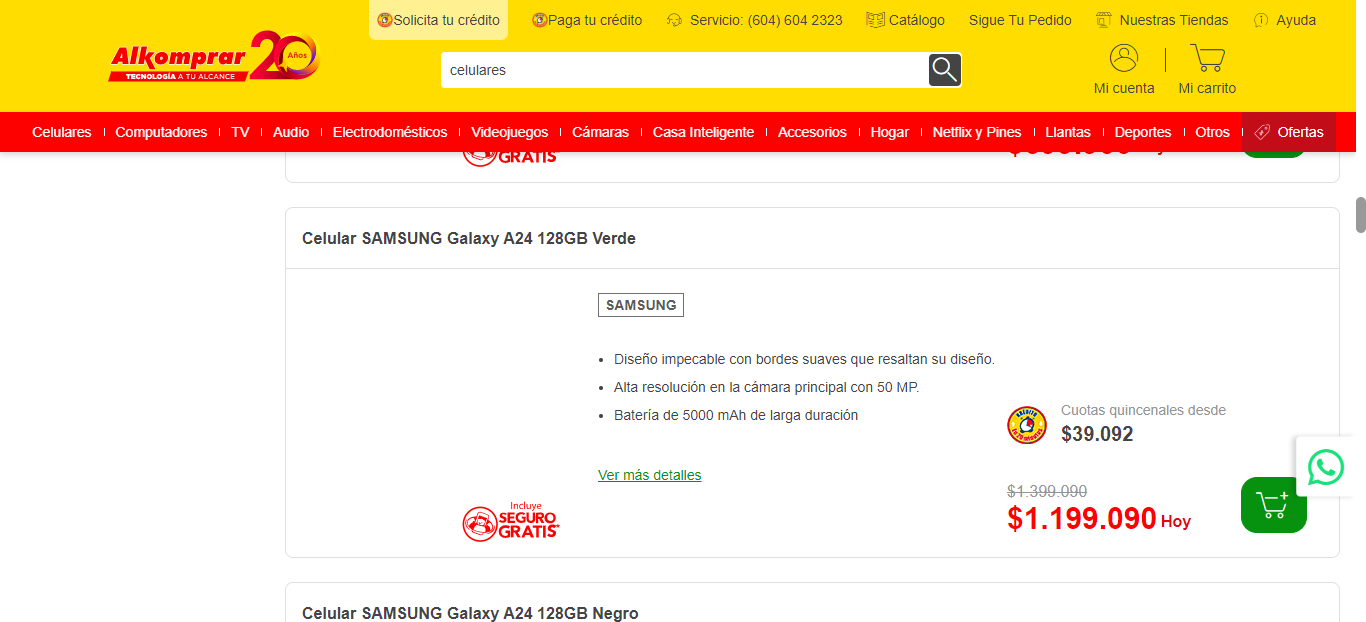 Solicita tu crédito
Paga tu crédito
Servicio: (604) 604 2323
Catálogo
Sigue Tu Pedido
Nuestras Tiendas
Ayuda
Alkomprar 20 Años
TECNOLOGÍA A TU ALCANCE
celulares
Mi cuenta
Mi carrito
Celulares
Computadores
TV
Audio
Electrodomésticos
Videojuegos
Cámaras
Casa Inteligente
Accesorios
Hogar
Netflix y Pines
Llantas
Deportes
Otros
Ofertas
GRATIS
Celular SAMSUNG Galaxy A24 128GB Verde
SAMSUNG
• Diseño impecable con bordes suaves que resaltan su diseño.
• Alta resolución en la cámara principal con 50 MP.
• Batería de 5000 mAh de larga duración
Cuotas quincenales desde
$39.092
Ver más detalles
$1.399.090
$1.199.090 Hoy
Incluye
SEGURO
GRATIS*
Celular SAMSUNG Galaxy A24 128GB Negro